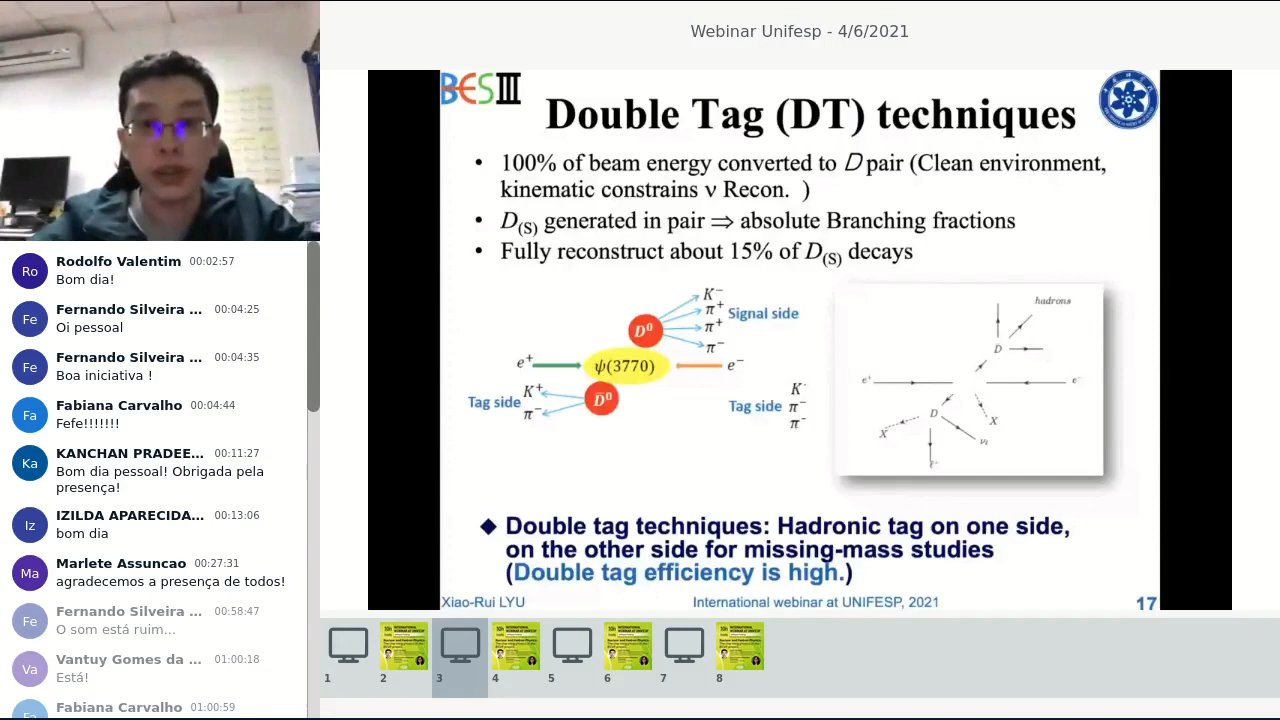 Webinar Unifesp - 4/6/2021
BESIII
Double Tag (DT) techniques
• 100% of beam energy converted to D pair (Clean environment,
kinematic constrains ν Recon. )
• D(S) generated in pair ⇒ absolute Branching fractions
• Fully reconstruct about 15% of D(S) decays
K⁻
π⁺ Signal side
π⁺
π⁻
D⁰
e⁺
ψ(3770)
e⁻
Tag side K⁺
π⁻
D̅⁰
Tag side
K⁻
π⁻
π⁻
hadrons
D̅
e⁺
e⁻
D
X
X
νl
◆ Double tag techniques: Hadronic tag on one side,
on the other side for missing-mass studies
(Double tag efficiency is high.)
Xiao-Rui LYU International webinar at UNIFESP, 2021 17
Ro Rodolfo Valentim 00:02:57
Bom dia!
Fe Fernando Silveira ... 00:04:25
Oi pessoal
Fe Fernando Silveira ... 00:04:35
Boa iniciativa !
Fa Fabiana Carvalho 00:04:44
Fefe!!!!!!!
Ka KANCHAN PRADEE... 00:11:27
Bom dia pessoal! Obrigada pela
presença!
Iz IZILDA APARECIDA... 00:13:06
bom dia
Ma Marlete Assuncao 00:27:31
agradecemos a presença de todos!
Fe Fernando Silveira ... 00:58:47
O som está ruim...
Va Vantuy Gomes da ... 01:00:18
Está!
Fa Fabiana Carvalho 01:00:59
1 2 3 4 5 6 7 8